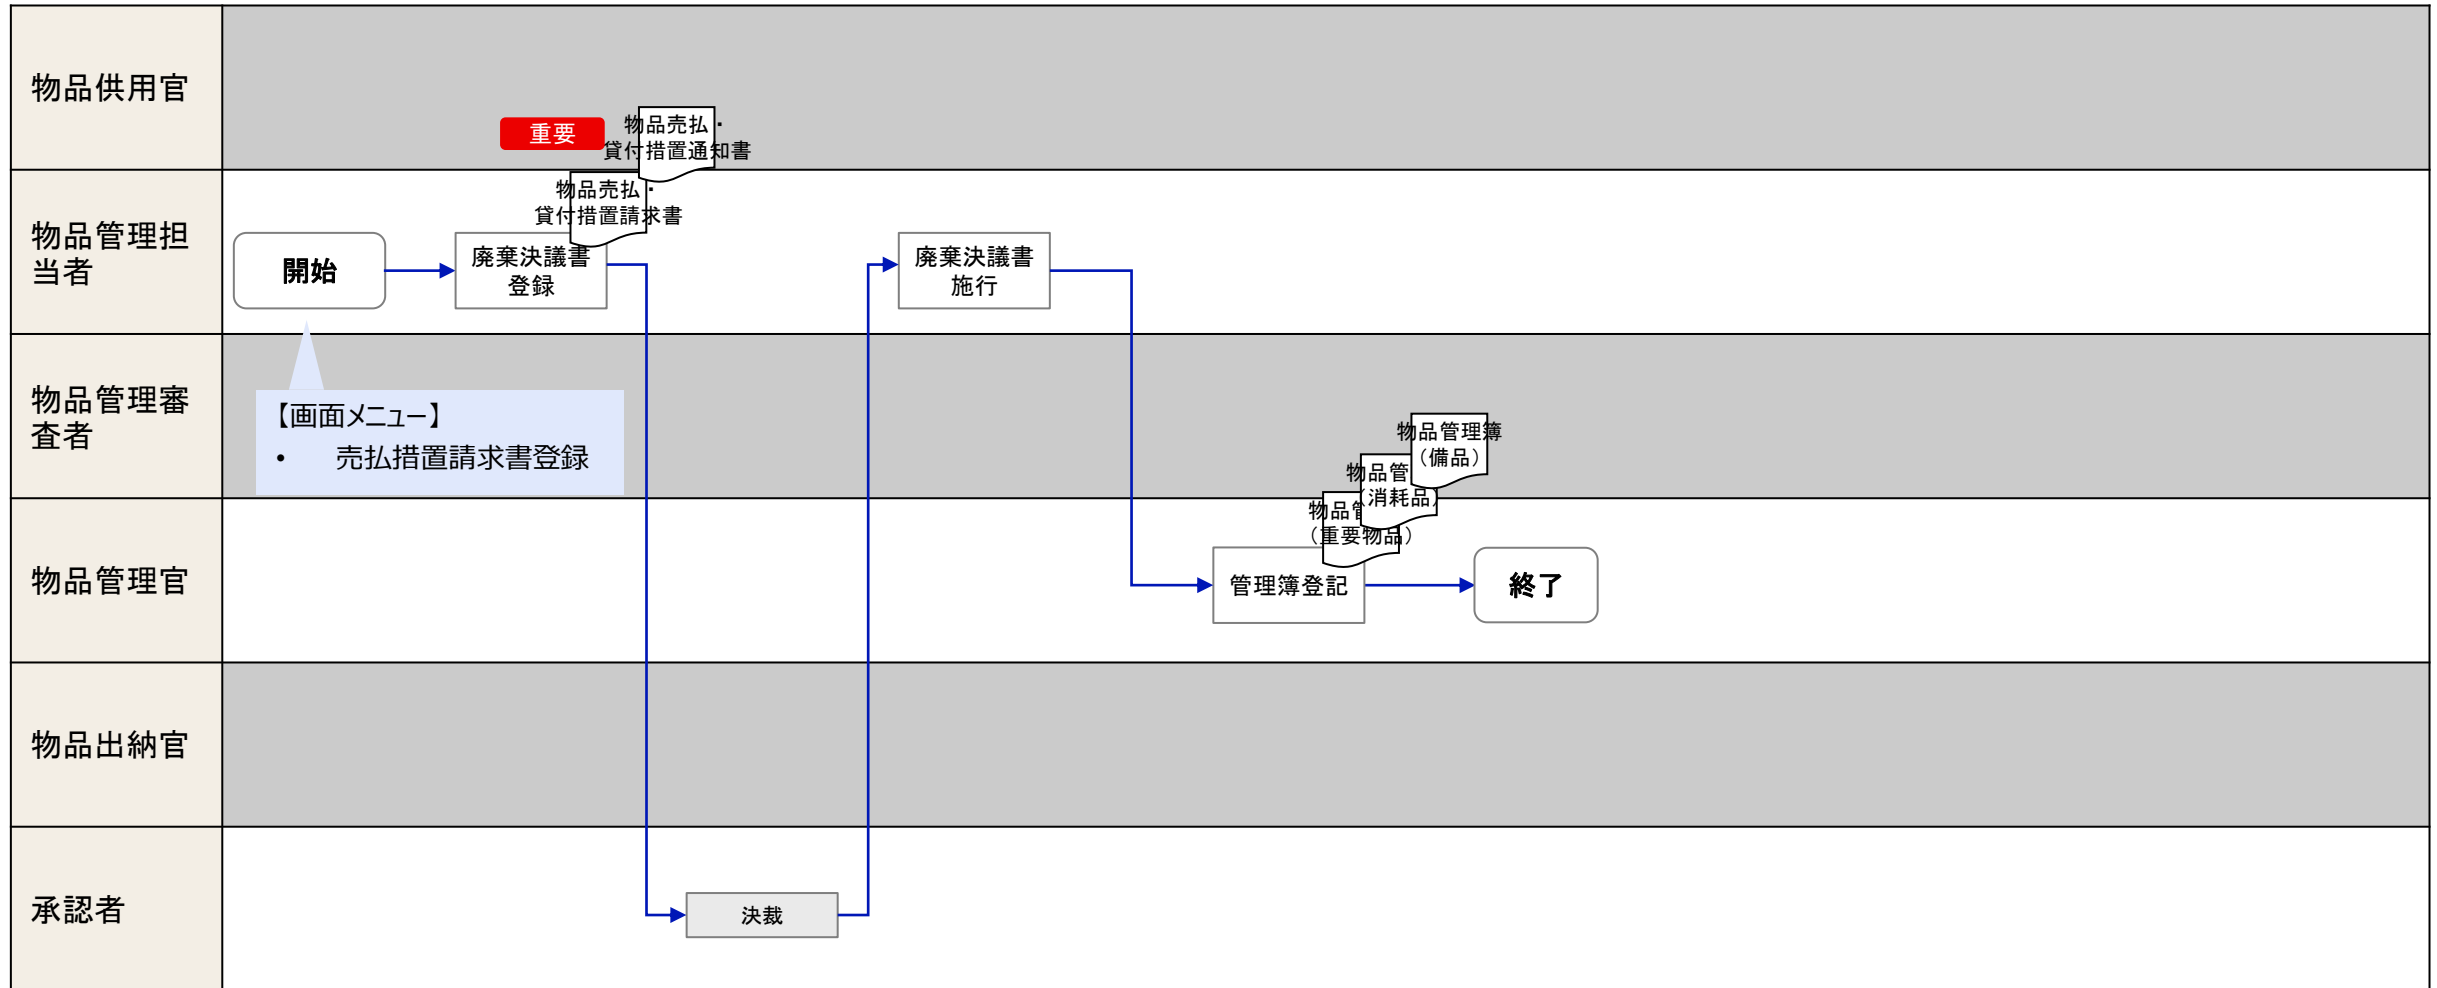 物品供用官
重要
物品売払・
貸付措置通知書
物品管理担
当者
物品売払・
貸付措置請求書
開始
廃棄決議書
登録
廃棄決議書
施行
物品管理審
査者
【画面メニュー】
• 売払措置請求書登録
物品管理簿
（備品）
物品管
（消耗品）
物品管
（重要物品）
物品管理官
管理簿登記
終了
物品出納官
承認者
決裁